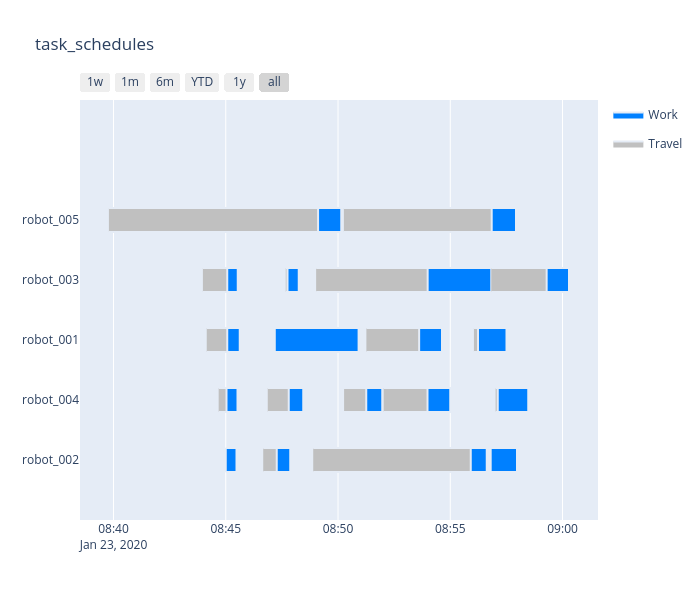 task_schedules
1w 1m 6m YTD 1y all
Work
Travel
robot_005
robot_003
robot_001
robot_004
robot_002
08:40 08:45 08:50 08:55 09:00
Jan 23, 2020